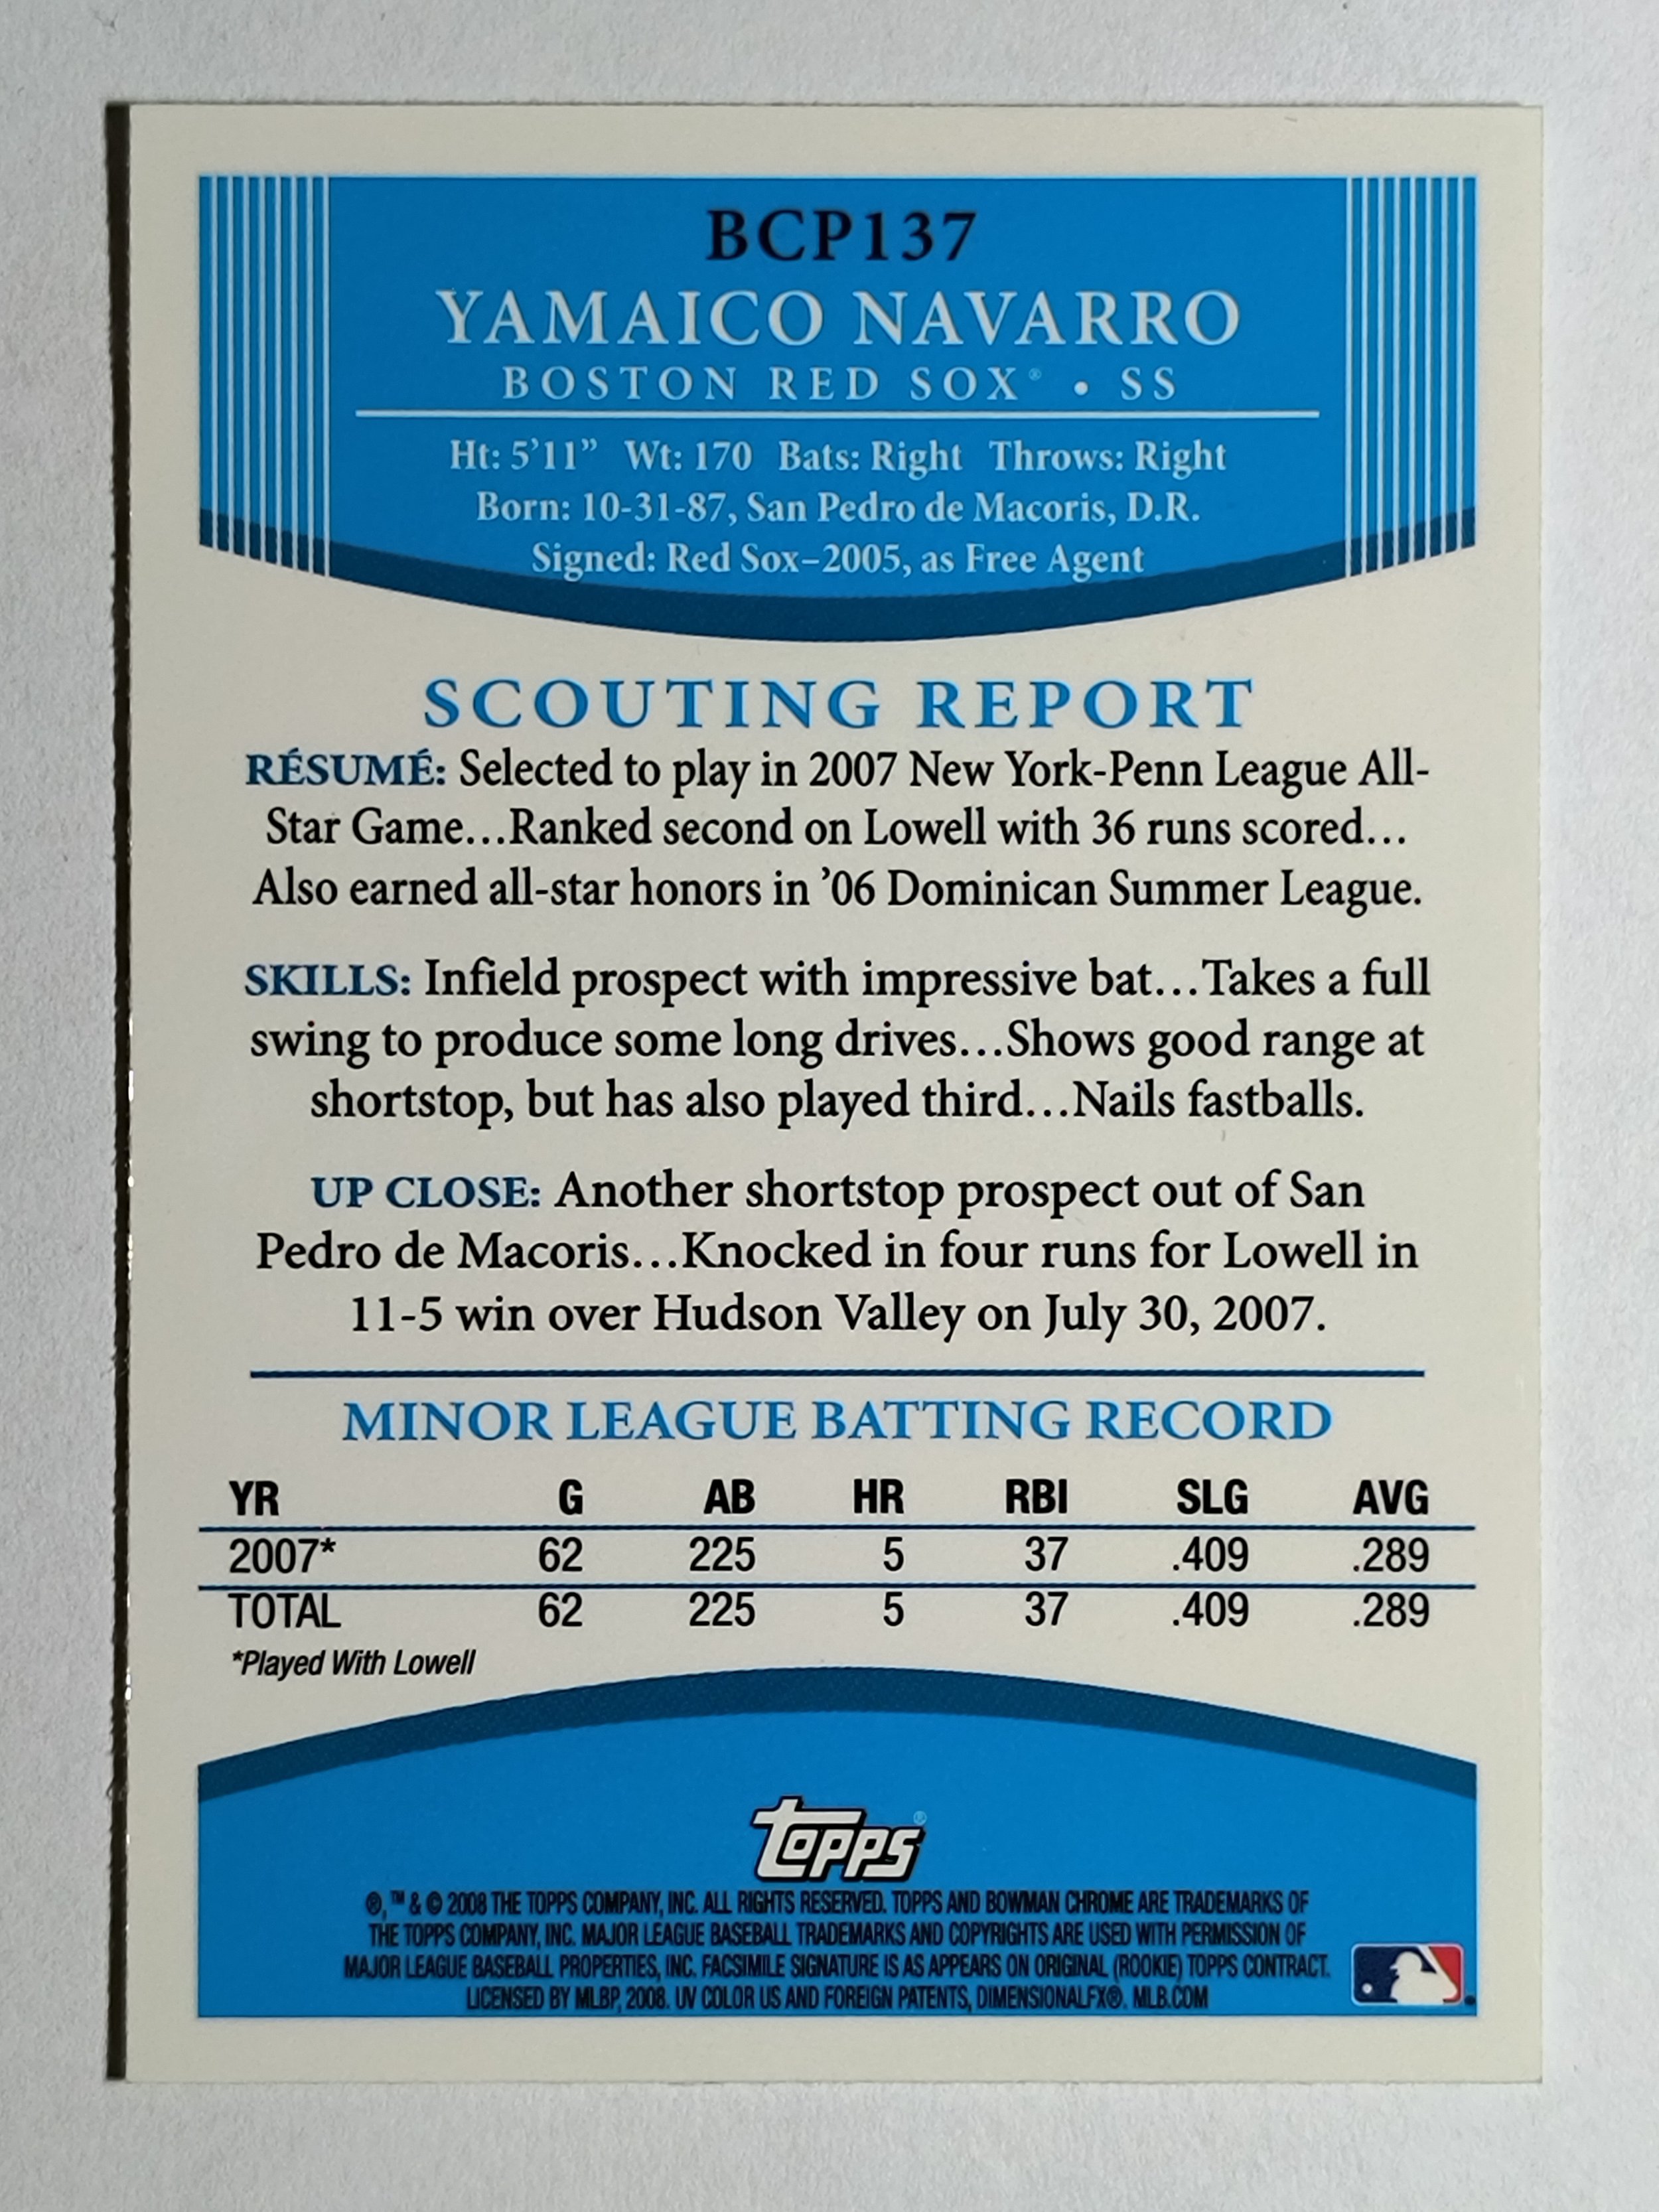 BCP137
YAMAICO NAVARRO
BOSTON RED SOX® • SS
Ht: 5'11" Wt: 170 Bats: Right Throws: Right
Born: 10-31-87, San Pedro de Macoris, D.R.
Signed: Red Sox–2005, as Free Agent
SCOUTING REPORT
RÉSUMÉ: Selected to play in 2007 New York-Penn League All-
Star Game...Ranked second on Lowell with 36 runs scored...
Also earned all-star honors in '06 Dominican Summer League.
SKILLS: Infield prospect with impressive bat...Takes a full
swing to produce some long drives...Shows good range at
shortstop, but has also played third...Nails fastballs.
UP CLOSE: Another shortstop prospect out of San
Pedro de Macoris...Knocked in four runs for Lowell in
11-5 win over Hudson Valley on July 30, 2007.
MINOR LEAGUE BATTING RECORD
YR G AB HR RBI SLG AVG
2007* 62 225 5 37 .409 .289
TOTAL 62 225 5 37 .409 .289
*Played With Lowell
topps®
®, ™ & © 2008 THE TOPPS COMPANY, INC. ALL RIGHTS RESERVED. TOPPS AND BOWMAN CHROME ARE TRADEMARKS OF
THE TOPPS COMPANY, INC. MAJOR LEAGUE BASEBALL TRADEMARKS AND COPYRIGHTS ARE USED WITH PERMISSION OF
MAJOR LEAGUE BASEBALL PROPERTIES, INC. FACSIMILE SIGNATURE IS AS APPEARS ON ORIGINAL (ROOKIE) TOPPS CONTRACT.
LICENSED BY MLBP, 2008. UV COLOR US AND FOREIGN PATENTS, DIMENSIONALFX®. MLB.COM